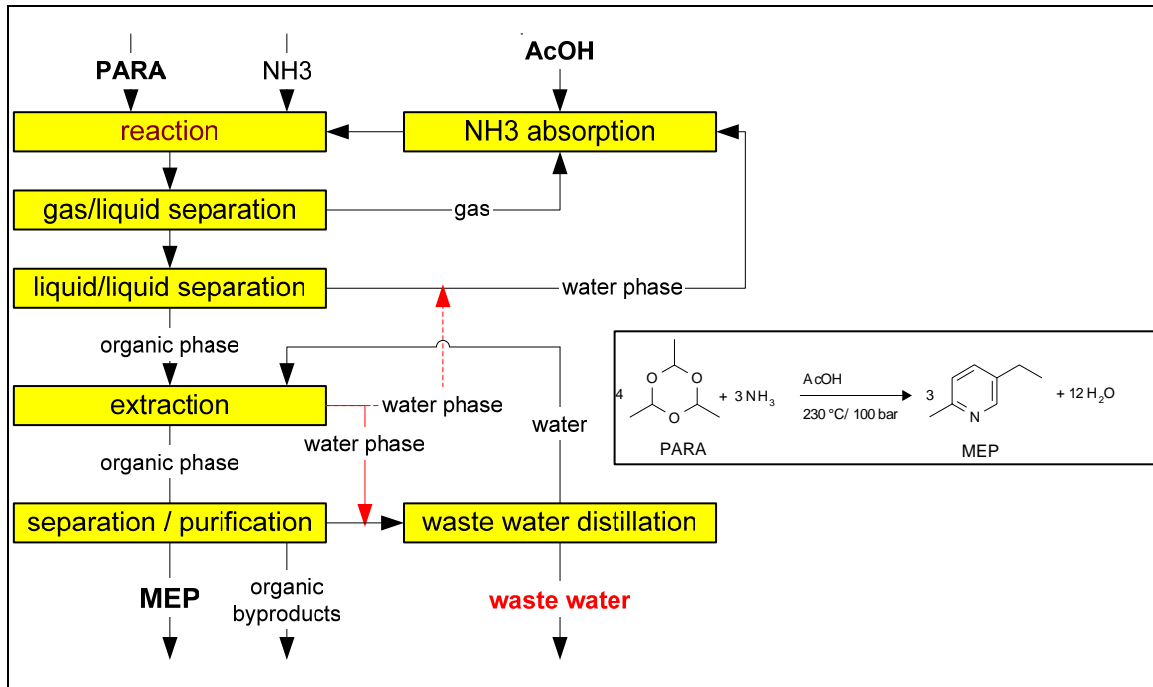 PARA
NH3
AcOH
reaction
NH3 absorption
gas/liquid separation
gas
liquid/liquid separation
water phase
organic phase
extraction
water phase
water phase
water
organic phase
separation / purification
waste water distillation
MEP
organic
byproducts
waste water
4
O
O
O
+ 3 NH3
AcOH
230 °C/ 100 bar
3
N
+ 12 H2O
PARA
MEP